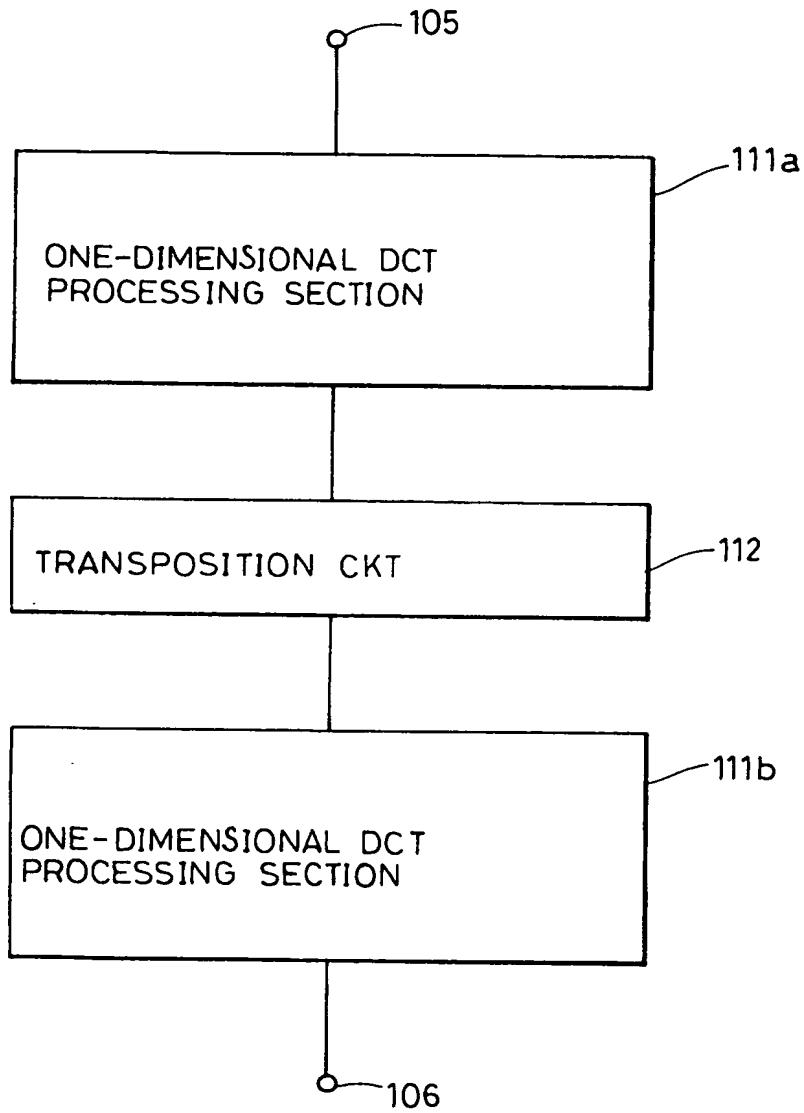 105
111a
ONE-DIMENSIONAL DCT
PROCESSING SECTION
TRANSPOSITION CKT
112
111b
ONE-DIMENSIONAL DCT
PROCESSING SECTION
106